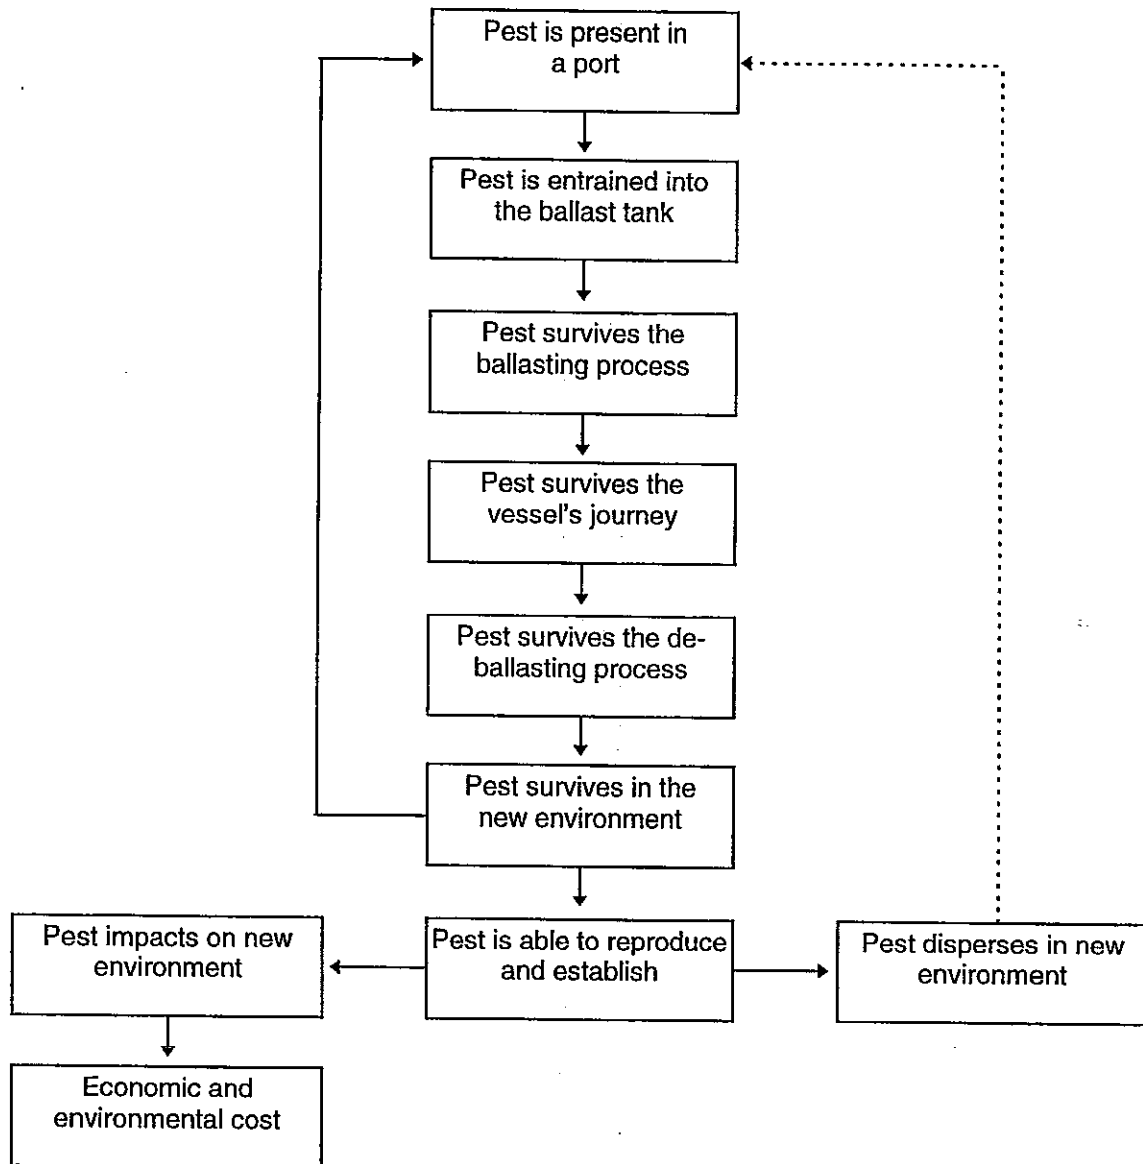 Pest is present in
a port
Pest is entrained into
the ballast tank
Pest survives the
ballasting process
Pest survives the
vessel's journey
Pest survives the de-
ballasting process
Pest survives in the
new environment
Pest impacts on new
environment
Pest is able to reproduce
and establish
Pest disperses in new
environment
Economic and
environmental cost